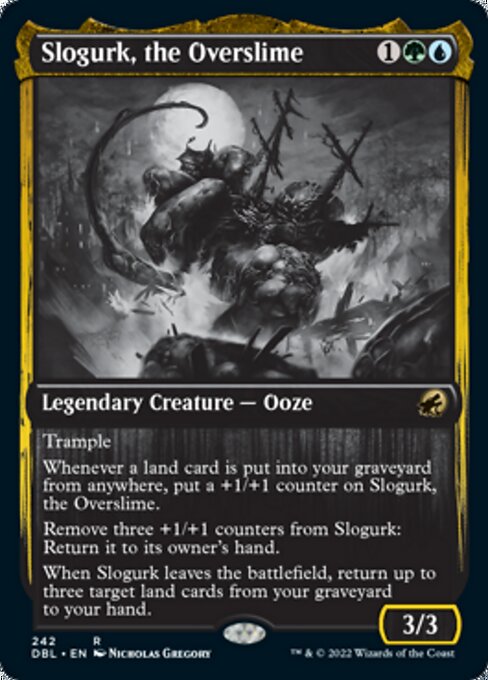 Slogurk, the Overslime 1
Legendary Creature — Ooze
Trample
Whenever a land card is put into your graveyard
from anywhere, put a +1/+1 counter on Slogurk,
the Overslime.
Remove three +1/+1 counters from Slogurk:
Return it to its owner's hand.
When Slogurk leaves the battlefield, return up to
three target land cards from your graveyard
to your hand.
3/3
242 R
DBL • EN Nicholas Gregory ™ & © 2022 Wizards of the Coast